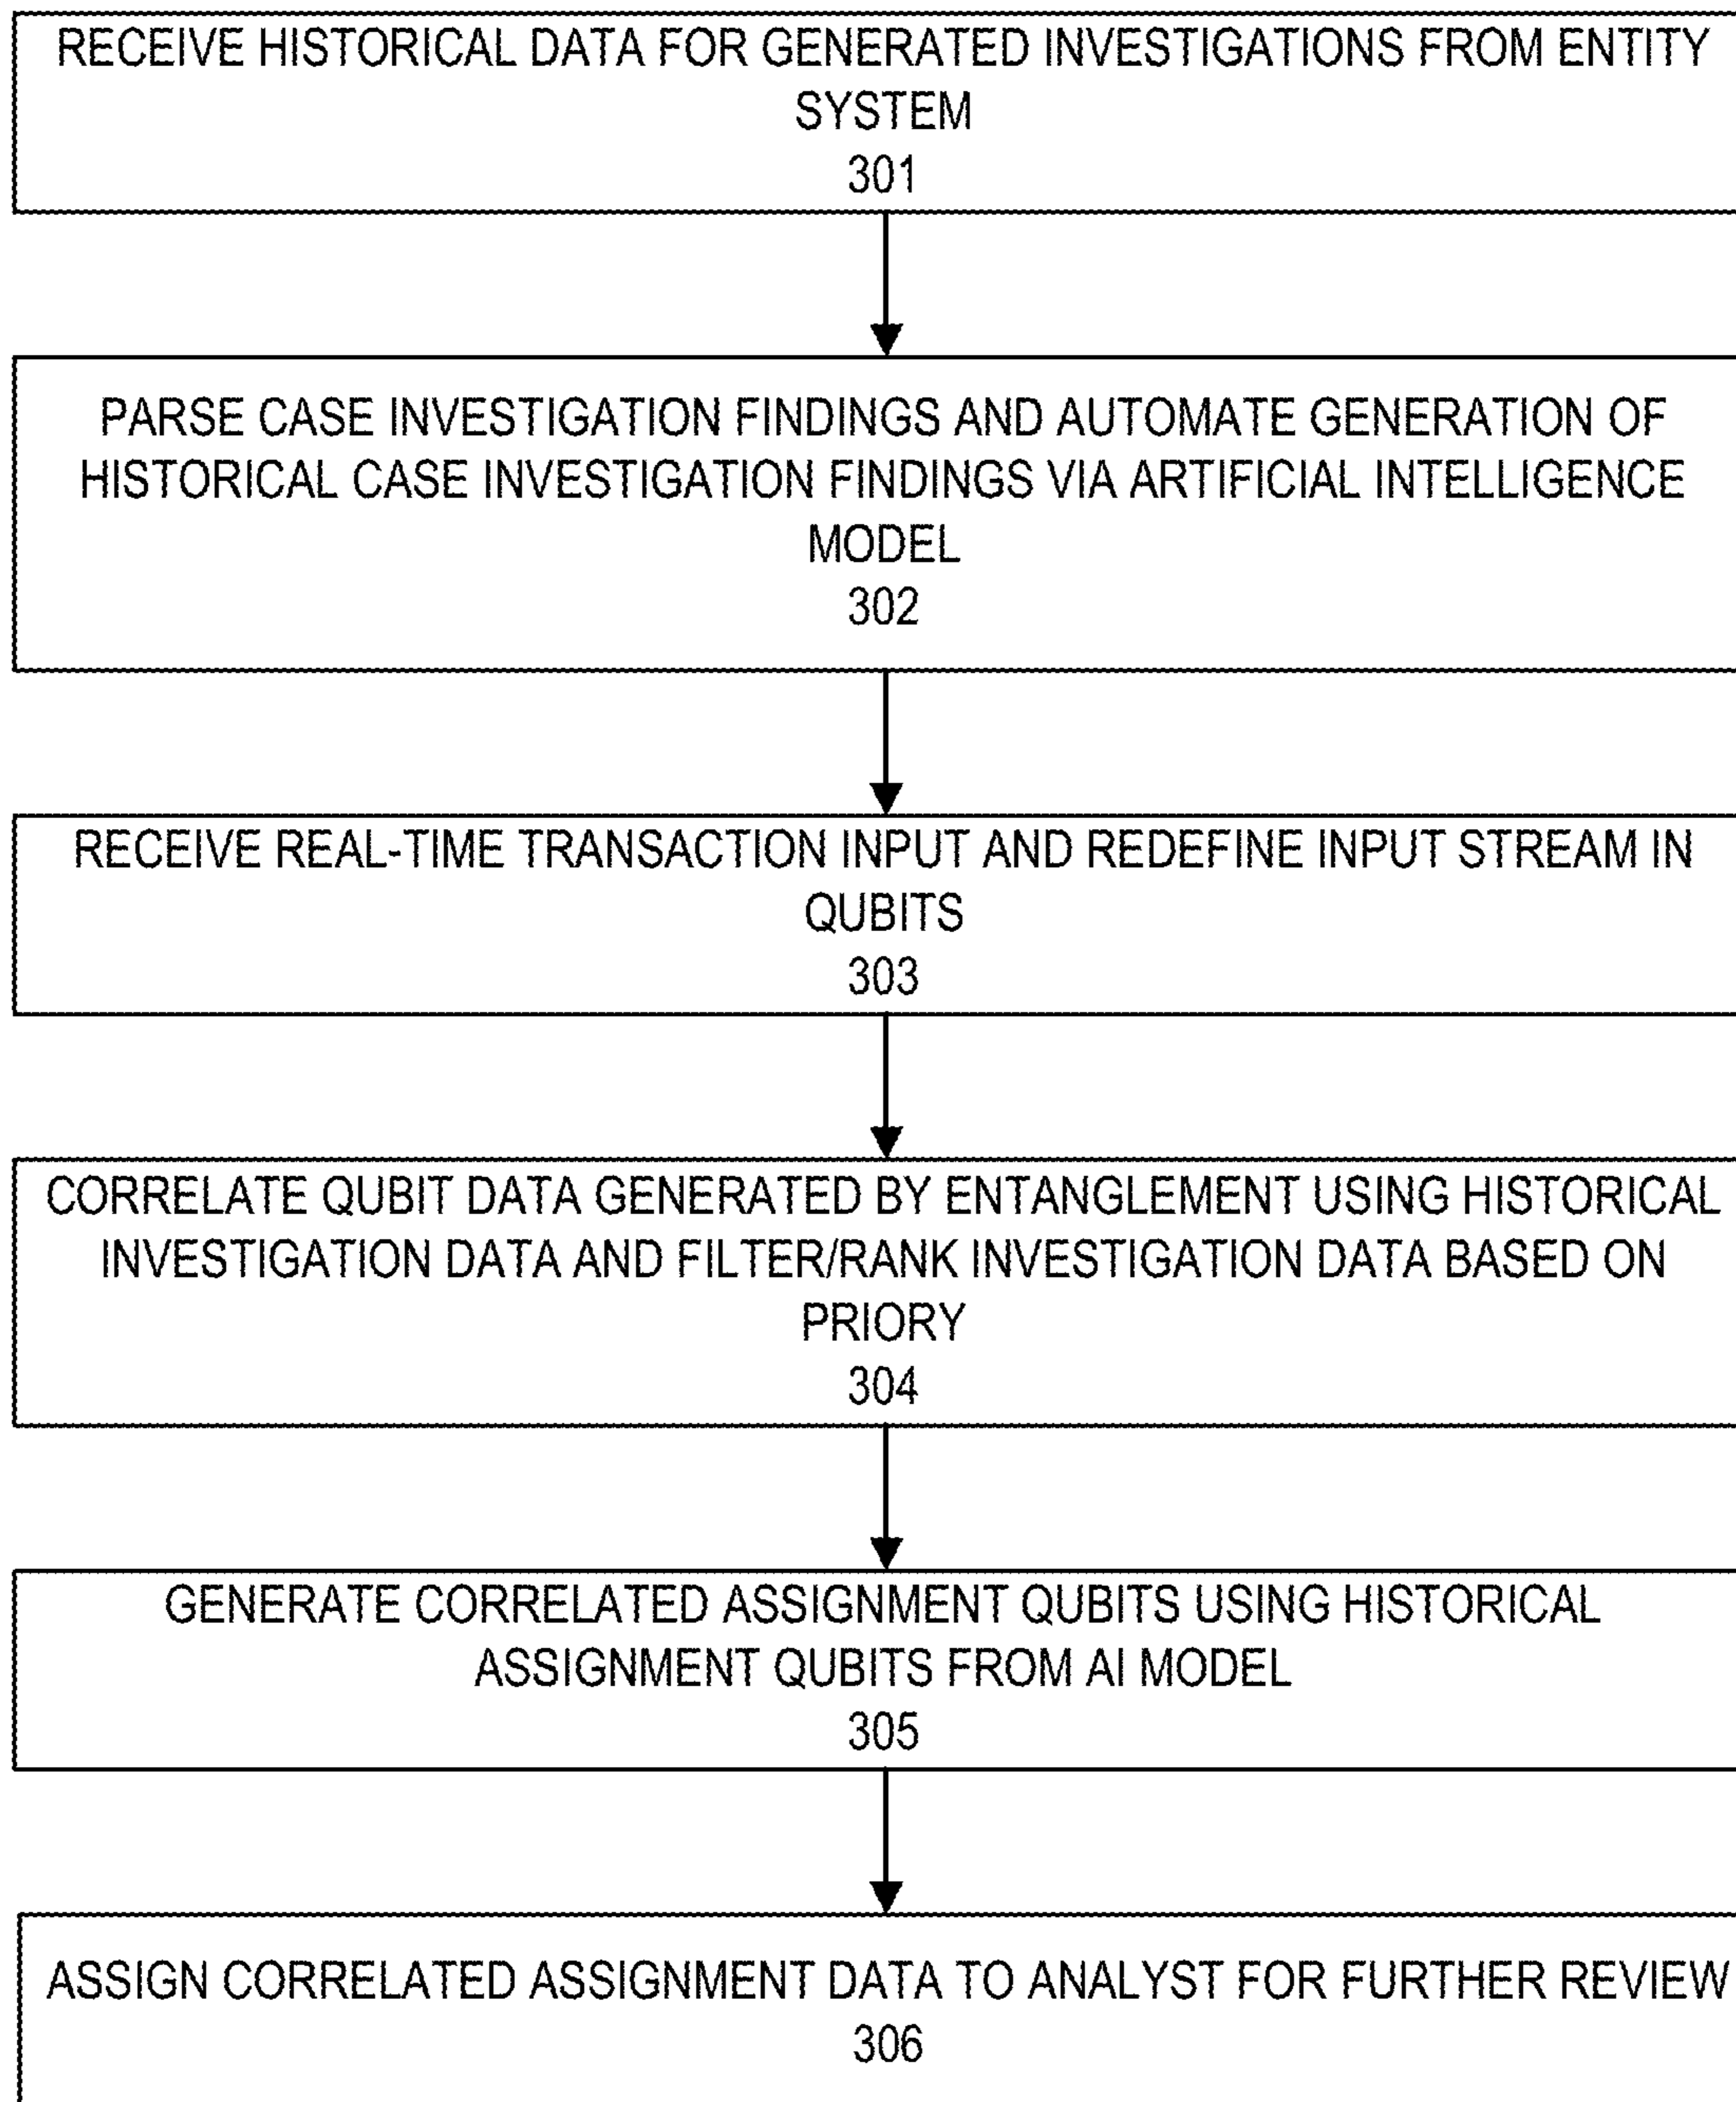 RECEIVE HISTORICAL DATA FOR GENERATED INVESTIGATIONS FROM ENTITY
SYSTEM
301
PARSE CASE INVESTIGATION FINDINGS AND AUTOMATE GENERATION OF
HISTORICAL CASE INVESTIGATION FINDINGS VIA ARTIFICIAL INTELLIGENCE
MODEL
302
RECEIVE REAL-TIME TRANSACTION INPUT AND REDEFINE INPUT STREAM IN
QUBITS
303
CORRELATE QUBIT DATA GENERATED BY ENTANGLEMENT USING HISTORICAL
INVESTIGATION DATA AND FILTER/RANK INVESTIGATION DATA BASED ON
PRIORY
304
GENERATE CORRELATED ASSIGNMENT QUBITS USING HISTORICAL
ASSIGNMENT QUBITS FROM AI MODEL
305
ASSIGN CORRELATED ASSIGNMENT DATA TO ANALYST FOR FURTHER REVIEW
306